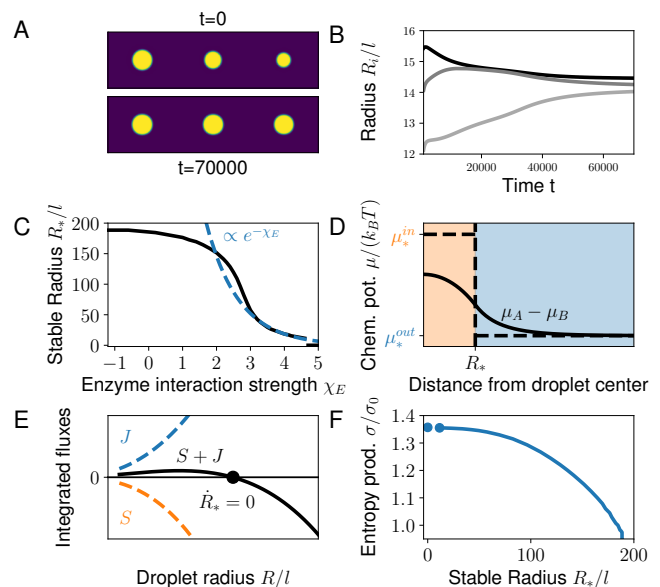 A
t=0
t=70000
B
Radius R_i/l
16
15
14
13
12
20000
40000
60000
Time t
C
Stable Radius R_*/l
200
150
100
50
0
∝ e^{-χ_E}
-1
0
1
2
3
4
5
Enzyme interaction strength χ_E
D
Chem. pot. μ/(k_BT)
μ_*^{in}
μ_*^{out}
μ_A − μ_B
R_*
Distance from droplet center
E
Integrated fluxes
0
J
S + J
S
Ṙ_* = 0
Droplet radius R/l
F
Entropy prod. σ/σ_0
1.4
1.3
1.2
1.1
1.0
0
100
200
Stable Radius R_*/l